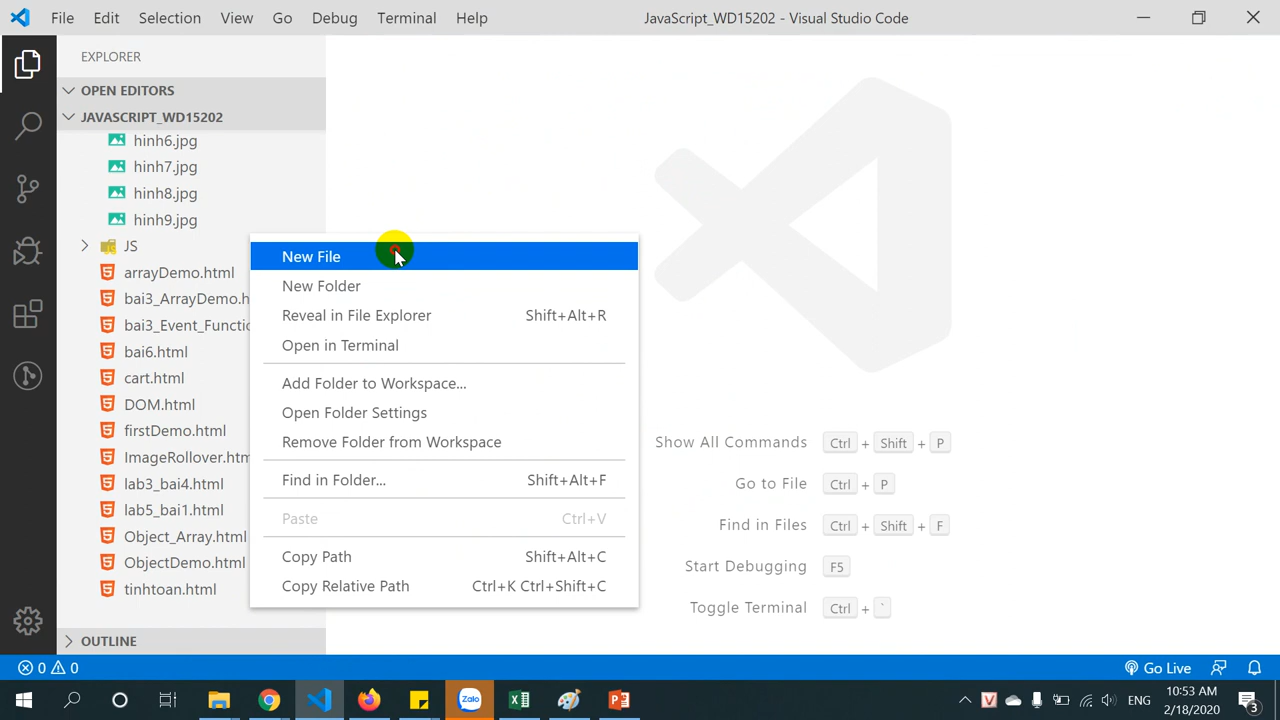 File Edit Selection View Go Debug Terminal Help JavaScript_WD15202 - Visual Studio Code
EXPLORER
OPEN EDITORS
JAVASCRIPT_WD15202
hinh6.jpg
hinh7.jpg
hinh8.jpg
hinh9.jpg
JS
arrayDemo.html
bai3_ArrayDemo.h
bai3_Event_Functio
bai6.html
cart.html
DOM.html
firstDemo.html
ImageRollover.htm
lab3_bai4.html
lab5_bai1.html
Object_Array.html
ObjectDemo.html
tinhtoan.html
OUTLINE
New File
New Folder
Reveal in File Explorer Shift+Alt+R
Open in Terminal
Add Folder to Workspace...
Open Folder Settings
Remove Folder from Workspace
Find in Folder... Shift+Alt+F
Paste Ctrl+V
Copy Path Shift+Alt+C
Copy Relative Path Ctrl+K Ctrl+Shift+C
Show All Commands Ctrl + Shift + P
Go to File Ctrl + P
Find in Files Ctrl + Shift + F
Start Debugging F5
Toggle Terminal Ctrl + `
0 0 Go Live
Zalo ENG 10:53 AM
2/18/2020 3